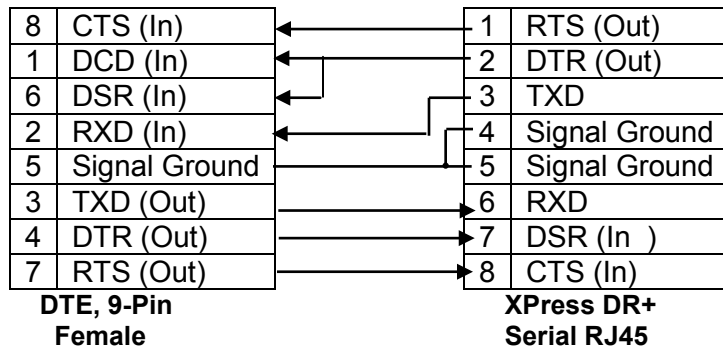 8 CTS (In) 1 RTS (Out)
1 DCD (In) 2 DTR (Out)
6 DSR (In) 3 TXD
2 RXD (In) 4 Signal Ground
5 Signal Ground 5 Signal Ground
3 TXD (Out) 6 RXD
4 DTR (Out) 7 DSR (In )
7 RTS (Out) 8 CTS (In)
DTE, 9-Pin XPress DR+
Female Serial RJ45